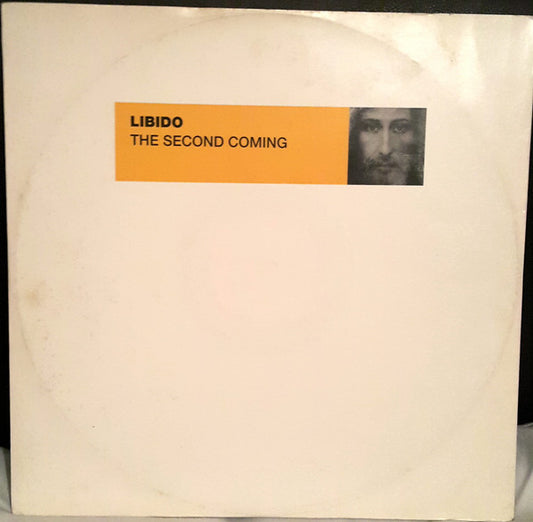 LIBIDO
THE SECOND COMING